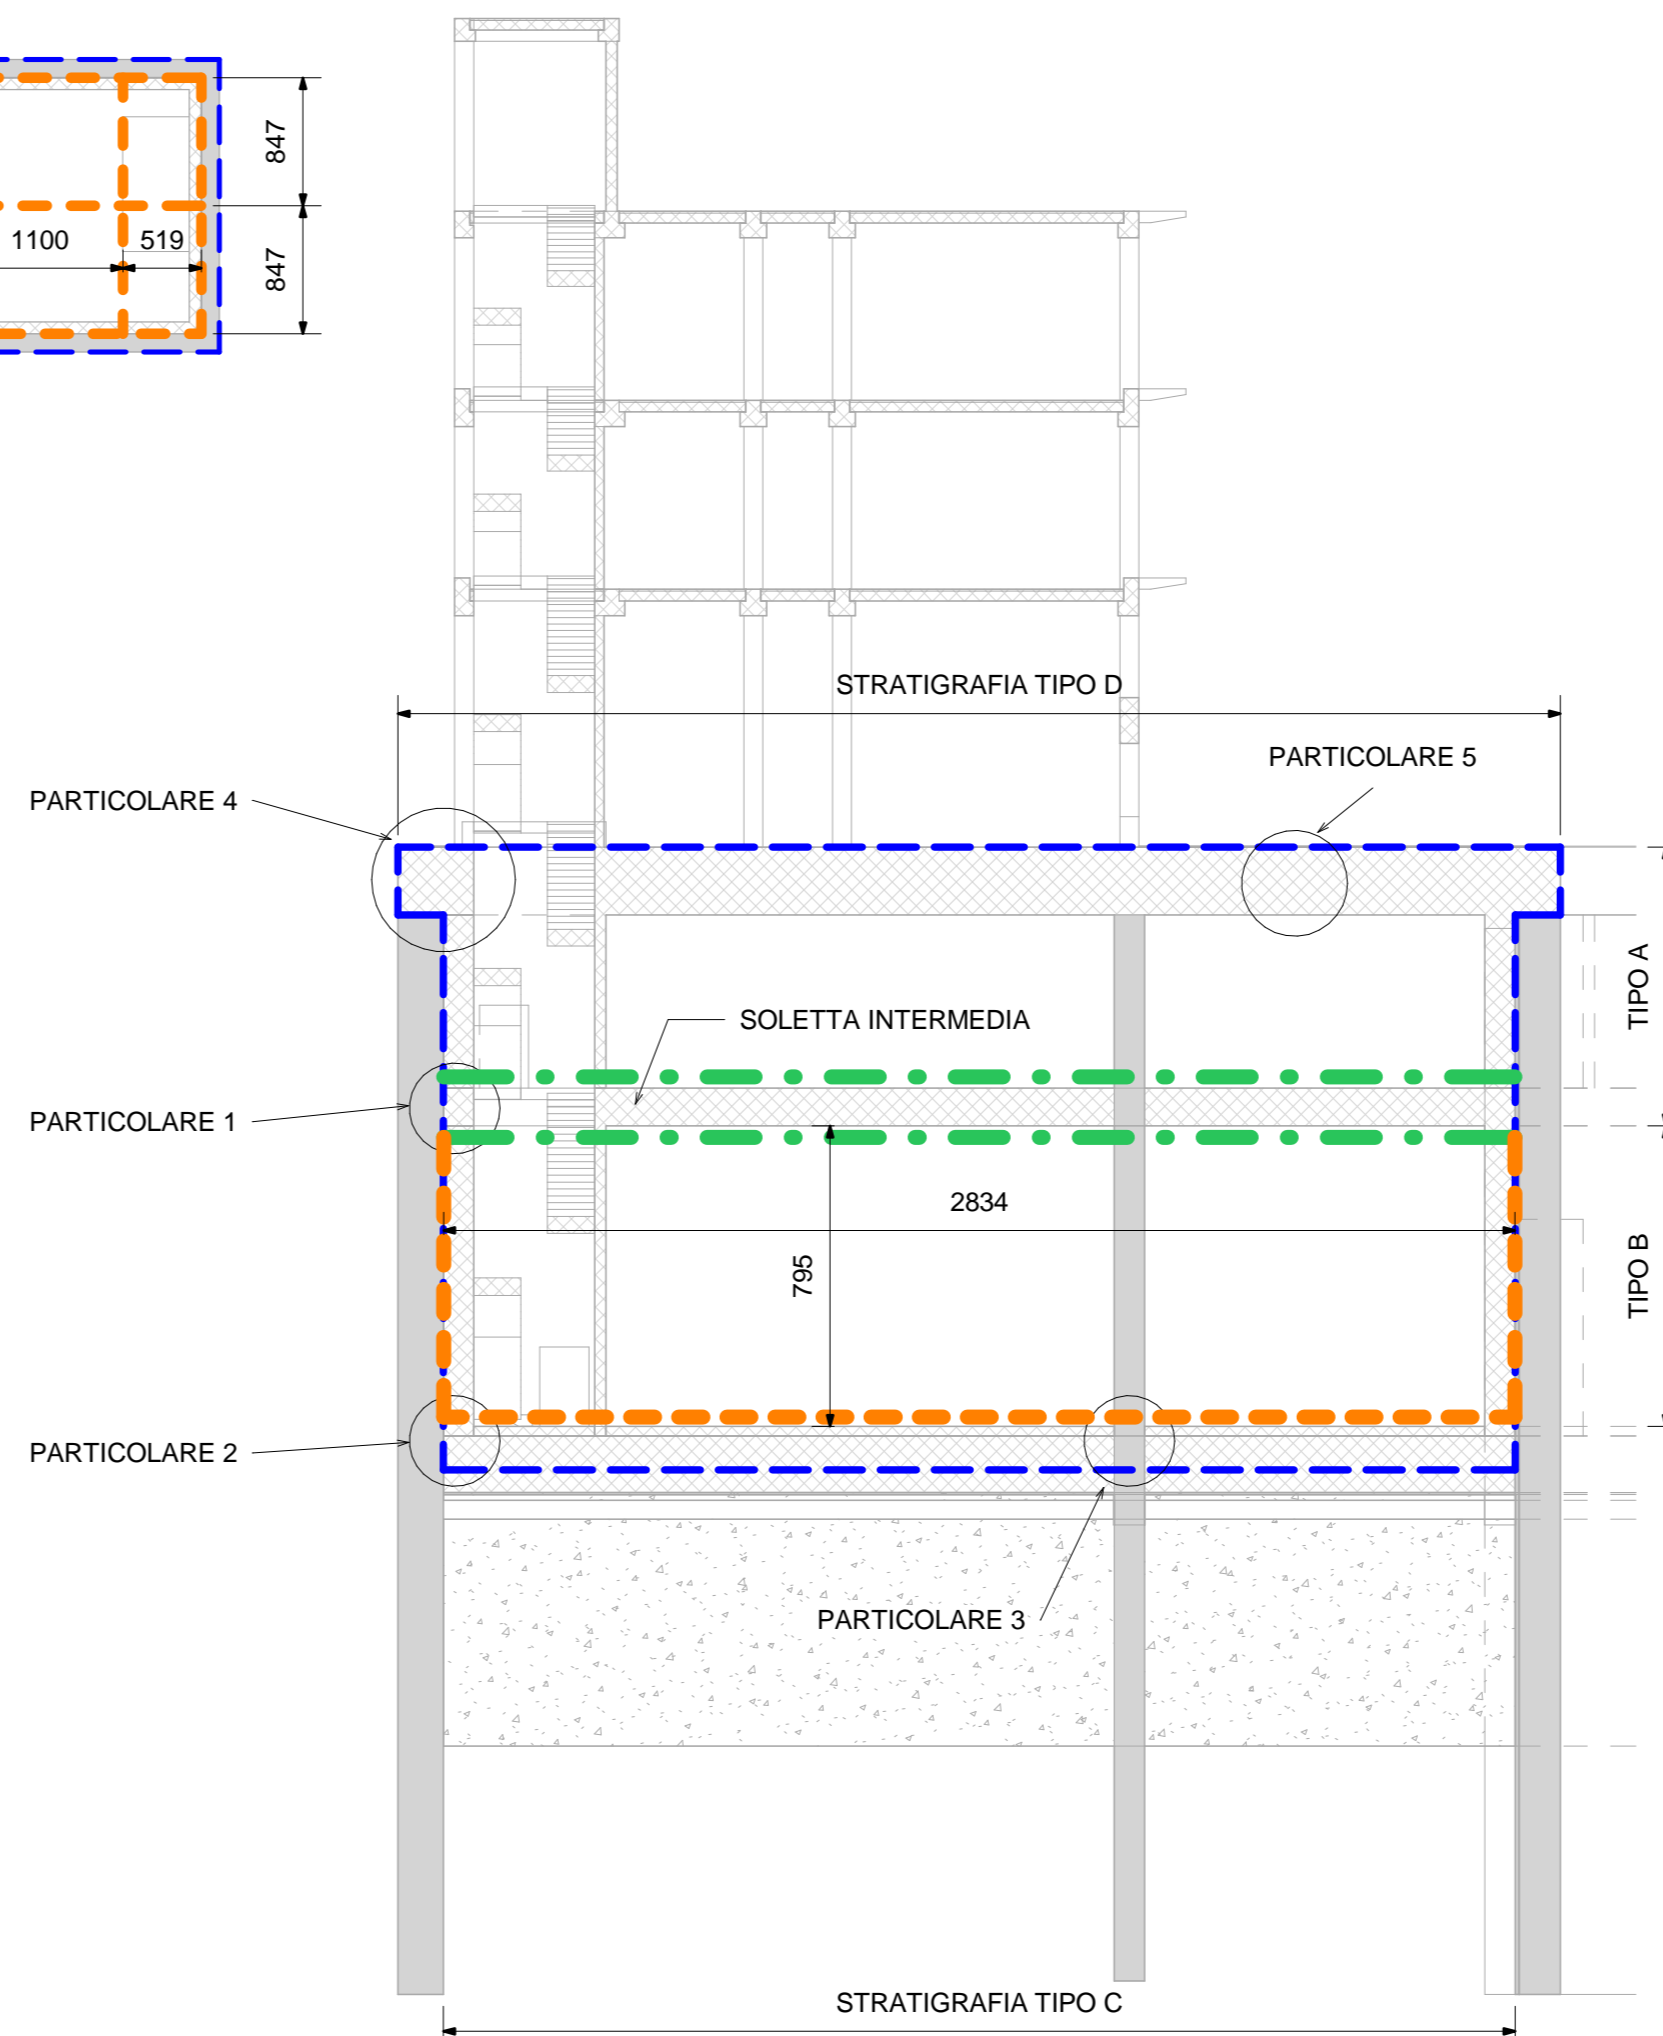 847
1100
519
847
STRATIGRAFIA TIPO D
PARTICOLARE 5
PARTICOLARE 4
TIPO A
SOLETTA INTERMEDIA
PARTICOLARE 1
2834
795
TIPO B
PARTICOLARE 2
PARTICOLARE 3
STRATIGRAFIA TIPO C